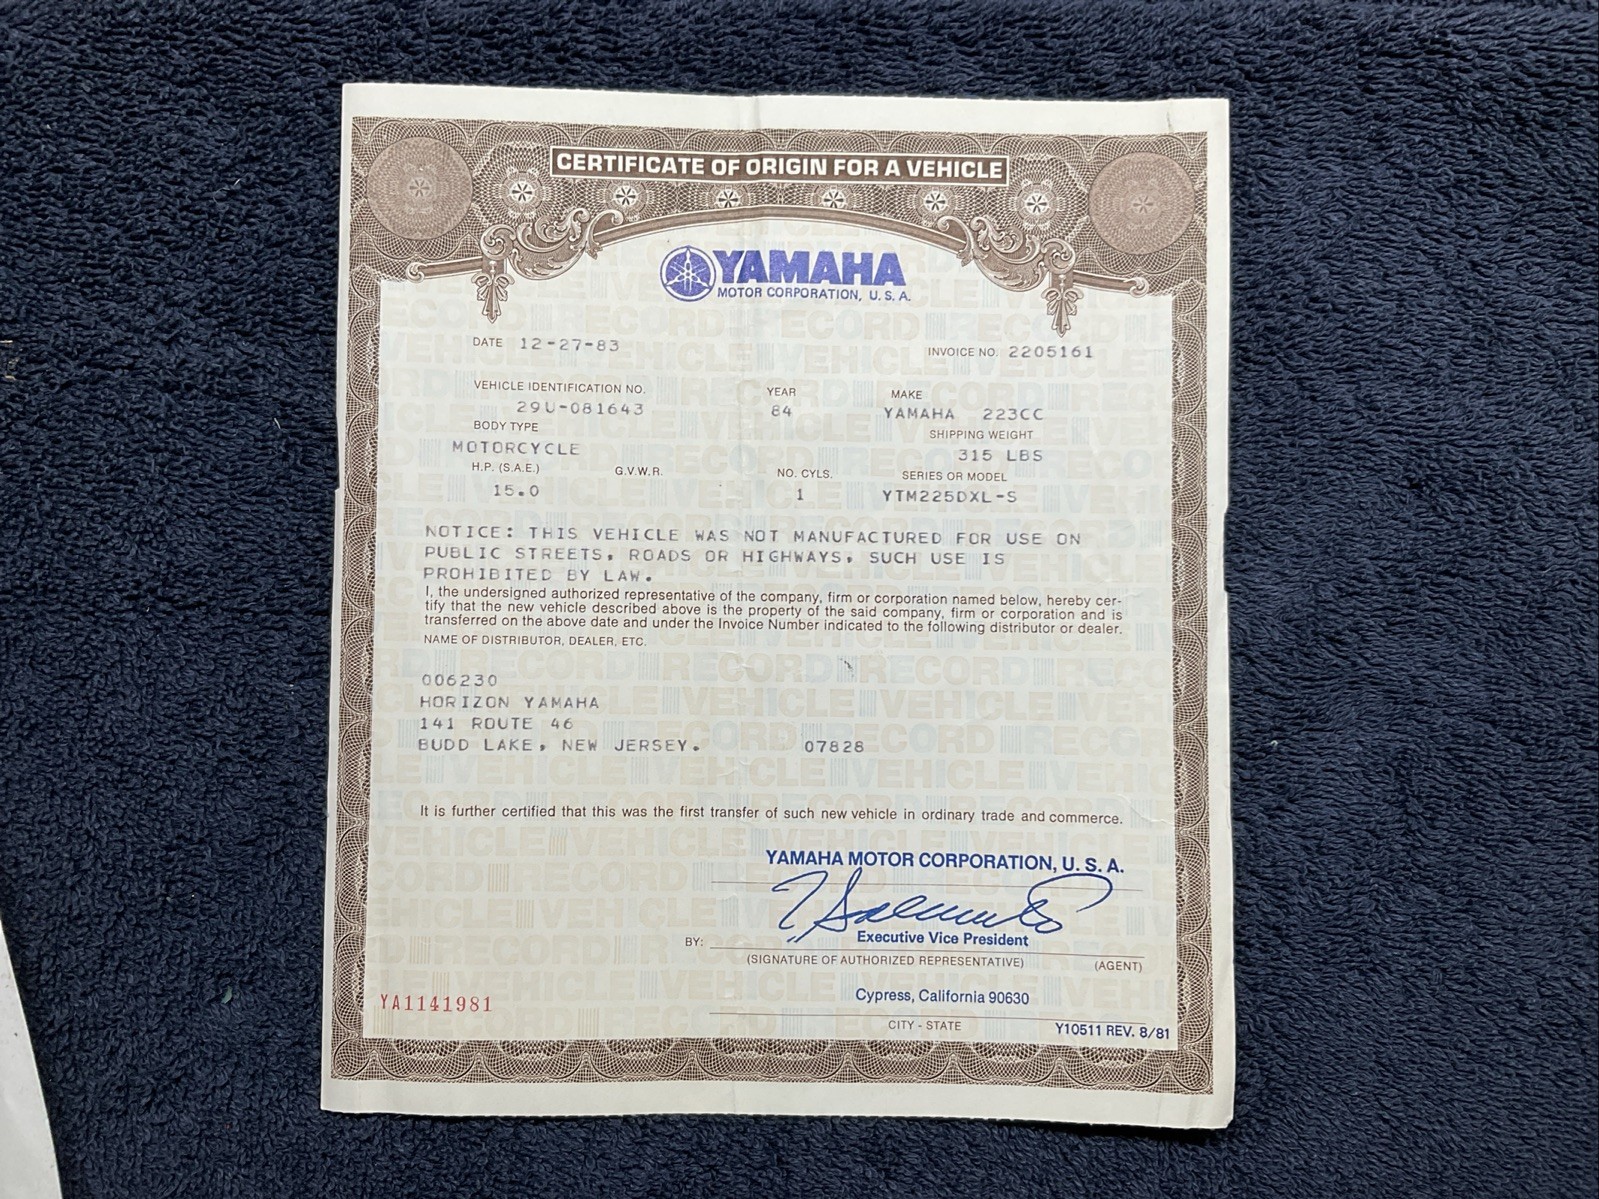 CERTIFICATE OF ORIGIN FOR A VEHICLE
YAMAHA
MOTOR CORPORATION, U. S. A.
DATE 12-27-83
INVOICE NO. 2205161
VEHICLE IDENTIFICATION NO. YEAR MAKE
29U-081643 84 YAMAHA 223CC
BODY TYPE SHIPPING WEIGHT
MOTORCYCLE 315 LBS
H.P. (S.A.E.) G.V.W.R. NO. CYLS. SERIES OR MODEL
15.0 1 YTM225DXL-S
NOTICE: THIS VEHICLE WAS NOT MANUFACTURED FOR USE ON
PUBLIC STREETS, ROADS OR HIGHWAYS, SUCH USE IS
PROHIBITED BY LAW.
I, the undersigned authorized representative of the company, firm or corporation named below, hereby cer-
tify that the new vehicle described above is the property of the said company, firm or corporation and is
transferred on the above date and under the Invoice Number indicated to the following distributor or dealer.
NAME OF DISTRIBUTOR, DEALER, ETC.
006230
HORIZON YAMAHA
141 ROUTE 46
BUDD LAKE, NEW JERSEY. 07828
It is further certified that this was the first transfer of such new vehicle in ordinary trade and commerce.
YAMAHA MOTOR CORPORATION, U. S. A.
Executive Vice President
BY:
(SIGNATURE OF AUTHORIZED REPRESENTATIVE) (AGENT)
YA1141981
Cypress, California 90630
CITY - STATE
Y10511 REV. 8/81